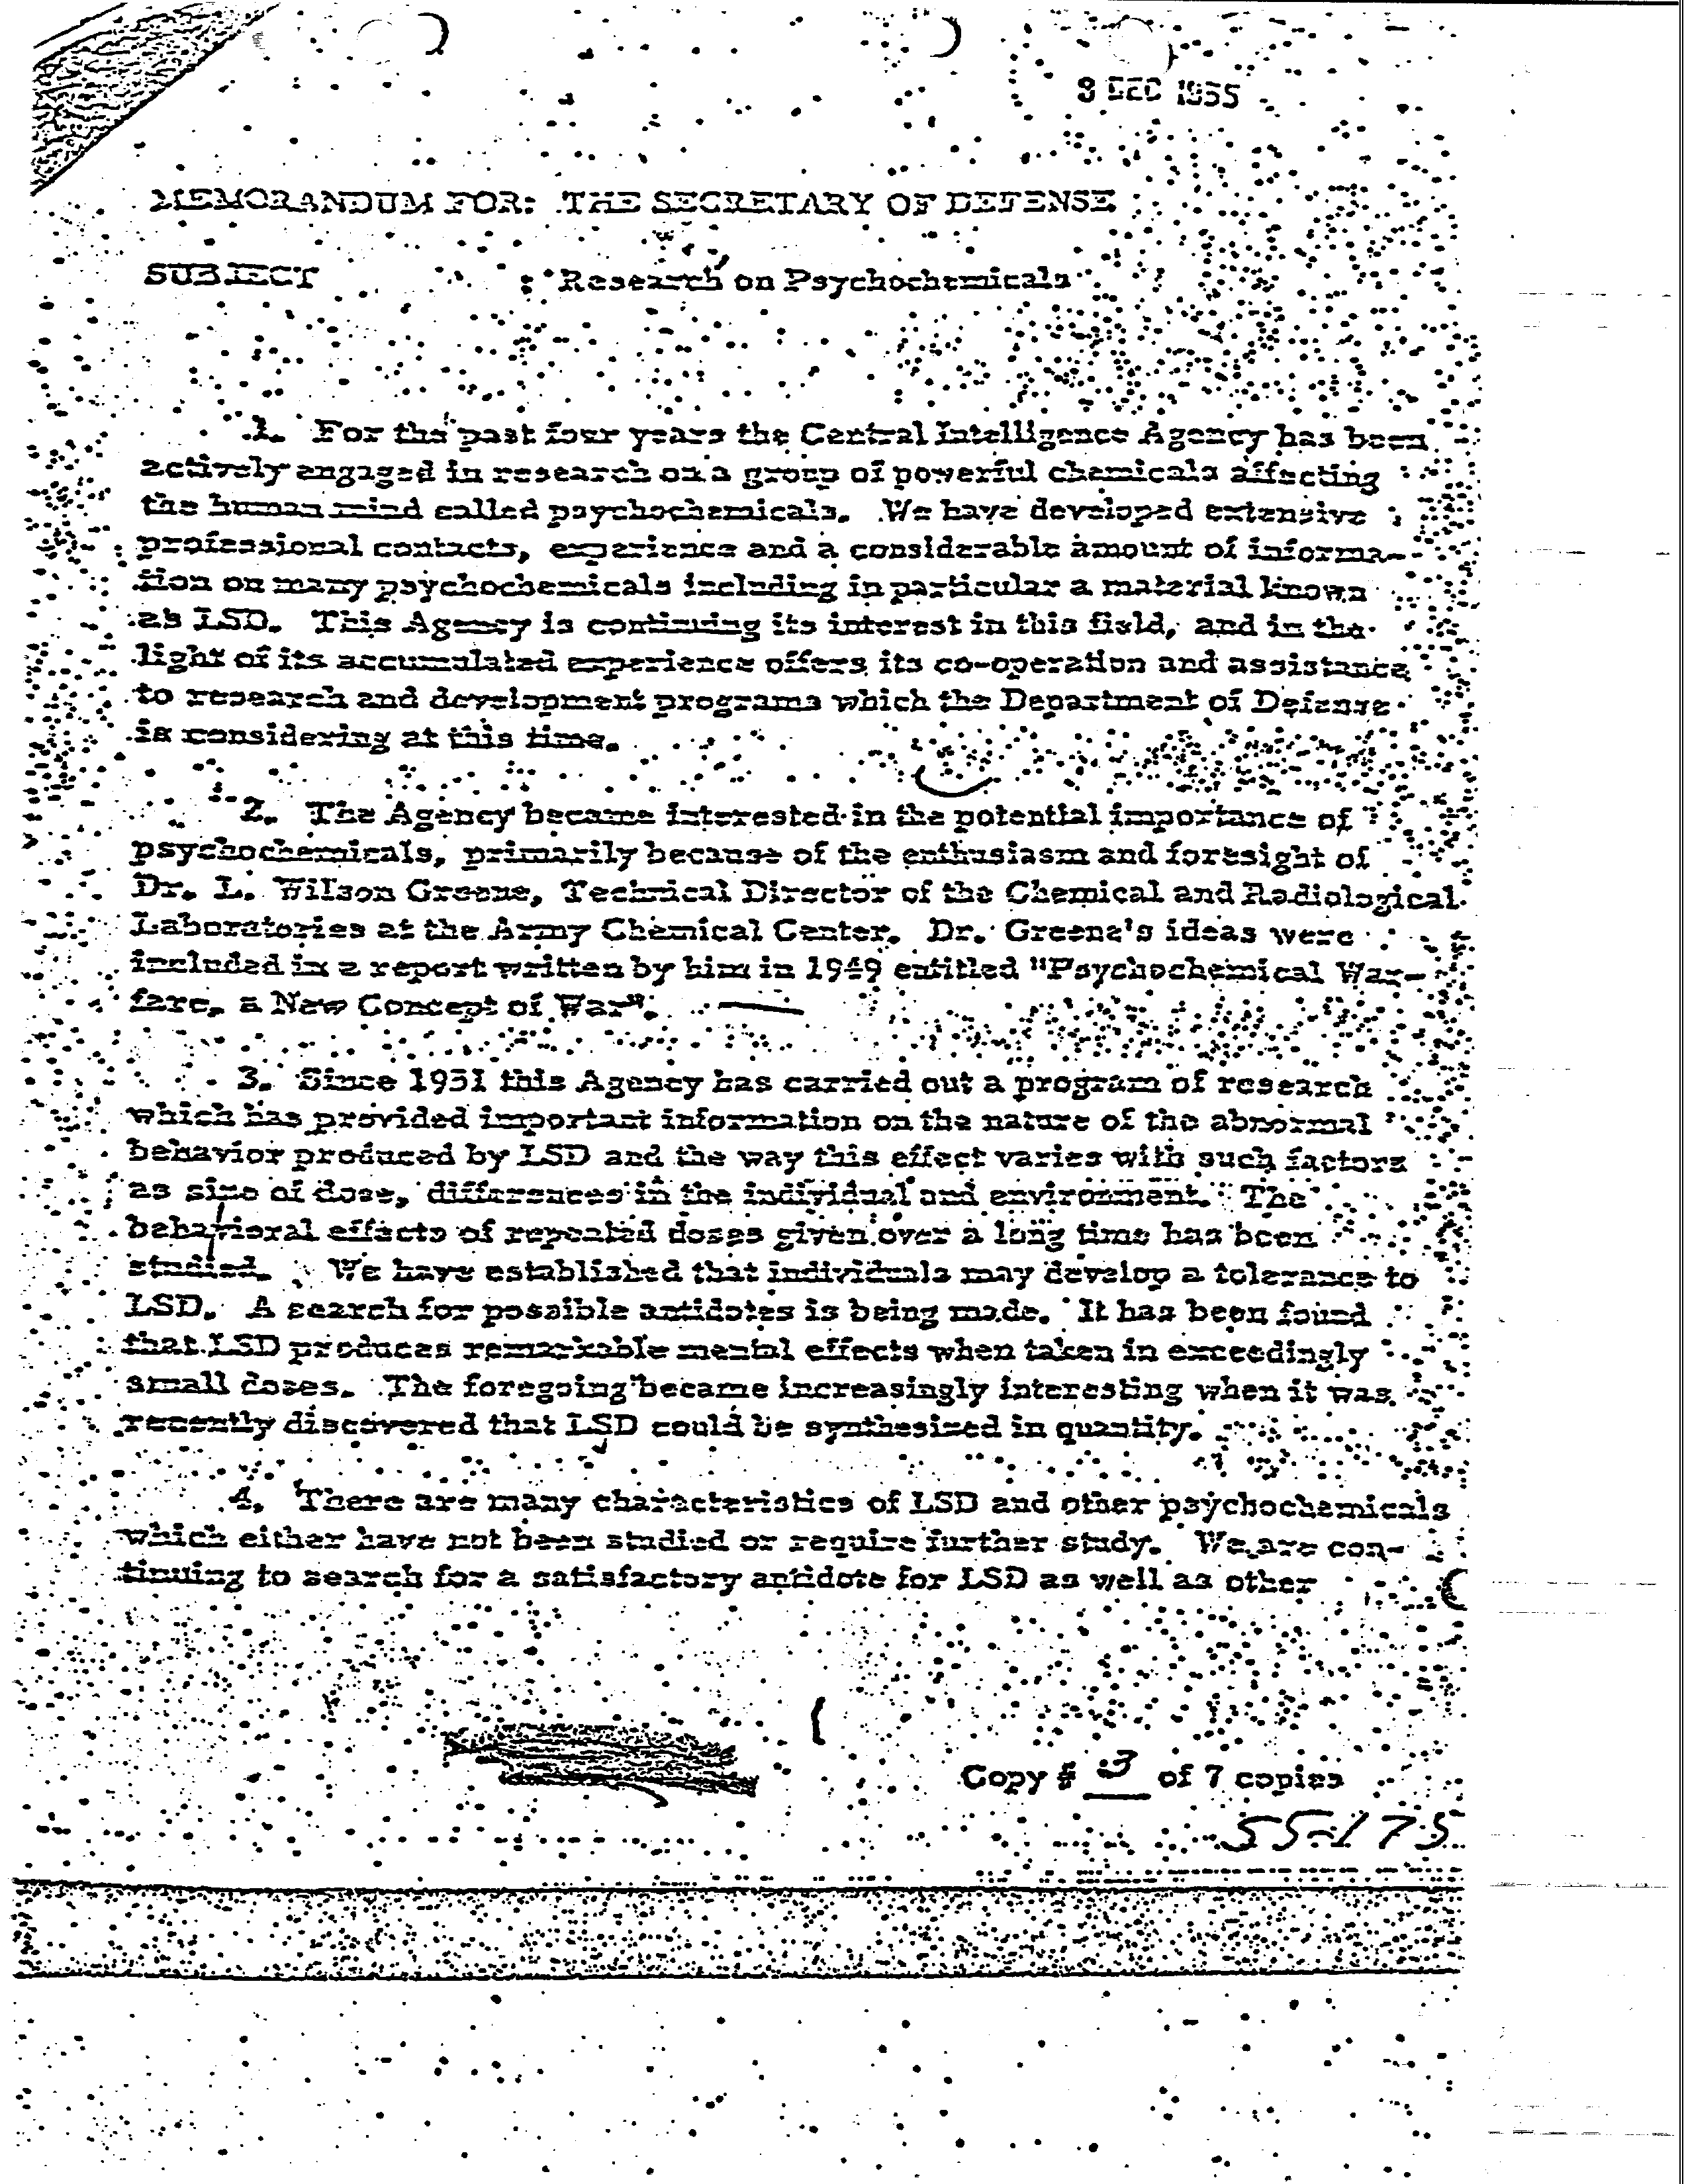 3 DEC 1955
MEMORANDUM FOR: THE SECRETARY OF DEFENSE
SUBJECT : Research on Psychochemicals
1. For the past four years the Central Intelligence Agency has been
actively engaged in research on a group of powerful chemicals affecting
the human mind called psychochemicals. We have developed extensive
professional contacts, experience and a considerable amount of informa-
tion on many psychochemicals including in particular a material known
as LSD. This Agency is continuing its interest in this field, and in the
light of its accumulated experience offers its co-operation and assistance
to research and development programs which the Department of Defense
is considering at this time.
2. The Agency became interested in the potential importance of
psychochemicals, primarily because of the enthusiasm and foresight of
Dr. L. Wilson Greene, Technical Director of the Chemical and Radiological
Laboratories at the Army Chemical Center. Dr. Greene's ideas were
included in a report written by him in 1949 entitled "Psychochemical War-
fare, a New Concept of War".
3. Since 1951 this Agency has carried out a program of research
which has provided important information on the nature of the abnormal
behavior produced by LSD and the way this effect varies with such factors
as size of dose, differences in the individual and environment. The
behavioral effects of repeated doses given over a long time has been
studied. We have established that individuals may develop a tolerance to
LSD. A search for possible antidotes is being made. It has been found
that LSD produces remarkable mental effects when taken in exceedingly
small doses. The foregoing became increasingly interesting when it was
recently discovered that LSD could be synthesized in quantity.
4. There are many characteristics of LSD and other psychochemicals
which either have not been studied or require further study. We are con-
tinuing to search for a satisfactory antidote for LSD as well as other
Copy # 3 of 7 copies
55-175